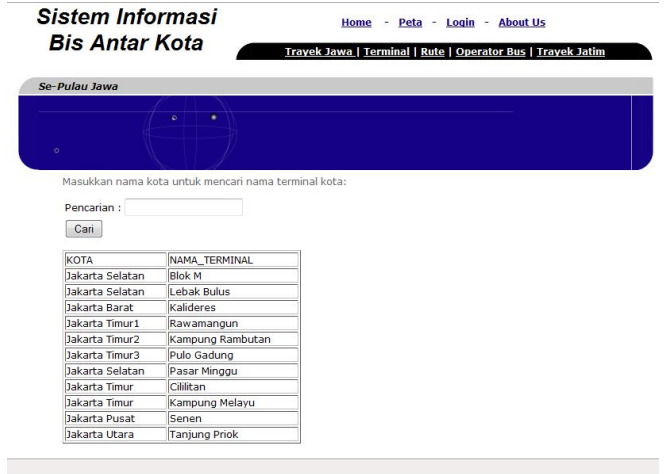 Sistem Informasi
Bis Antar Kota
Home - Peta - Login - About Us
Trayek Jawa | Terminal | Rute | Operator Bus | Trayek Jatim
Se-Pulau Jawa
Masukkan nama kota untuk mencari nama terminal kota:
Pencarian :
Cari
KOTA NAMA_TERMINAL
Jakarta Selatan Blok M
Jakarta Selatan Lebak Bulus
Jakarta Barat Kalideres
Jakarta Timur1 Rawamangun
Jakarta Timur2 Kampung Rambutan
Jakarta Timur3 Pulo Gadung
Jakarta Selatan Pasar Minggu
Jakarta Timur Cililitan
Jakarta Timur Kampung Melayu
Jakarta Pusat Senen
Jakarta Utara Tanjung Priok